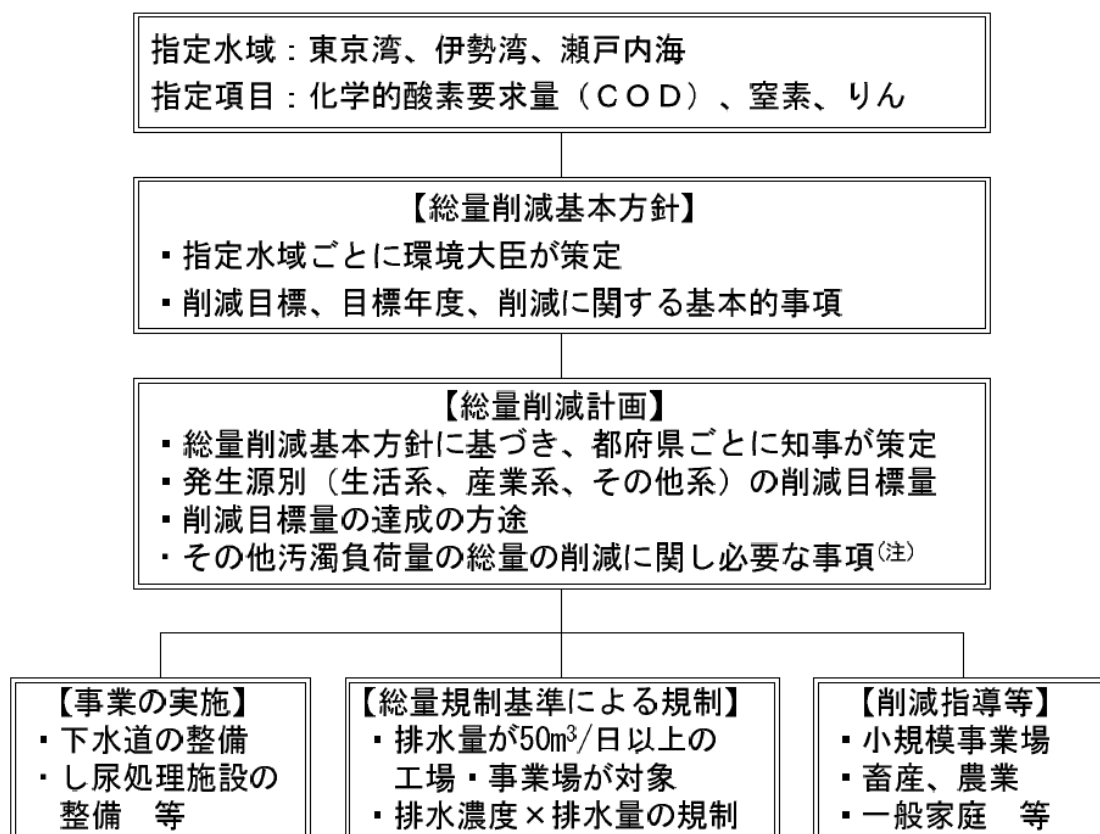 指定水域：東京湾、伊勢湾、瀬戸内海
指定項目：化学的酸素要求量（ＣＯＤ）、窒素、りん
【総量削減基本方針】
・指定水域ごとに環境大臣が策定
・削減目標、目標年度、削減に関する基本的事項
【総量削減計画】
・総量削減基本方針に基づき、都府県ごとに知事が策定
・発生源別（生活系、産業系、その他系）の削減目標量
・削減目標量の達成の方途
・その他汚濁負荷量の総量の削減に関し必要な事項(注)
【事業の実施】
・下水道の整備
・し尿処理施設の
整備　等
【総量規制基準による規制】
・排水量が50m³/日以上の
工場・事業場が対象
・排水濃度×排水量の規制
【削減指導等】
・小規模事業場
・畜産、農業
・一般家庭　等